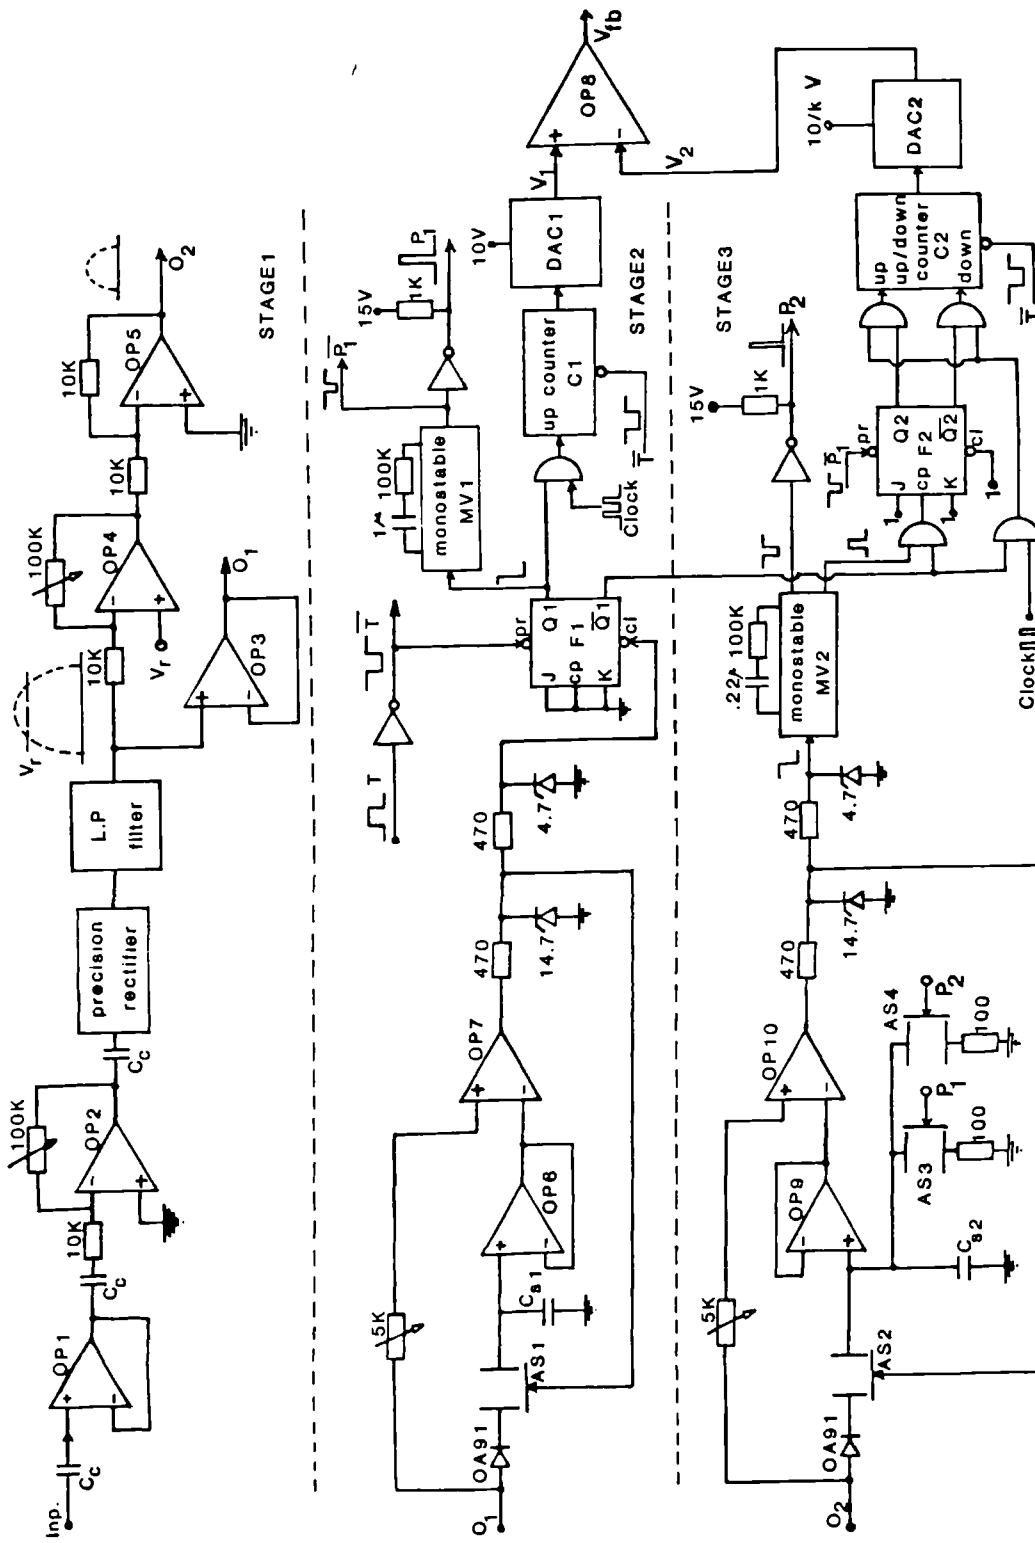 Inp.
Cc
OP1
Cc
10K
100K
OP2
Cc
precision
rectifier
L.P
filter
Vr
10K
100K
OP4
Vr
10K
10K
OP5
O2
OP3
O1
STAGE1
O1
OA91
5K
AS1
Cs1
OP6
OP7
470
14.7
470
4.7
T
T
pr
J
Q1
cp F1
K
Q1
cl
monostable
MV1
1μ 100K
P1
15V
1K
P1
Clock
up counter
C1
T
10V
DAC1
V1
OP8
Vfb
V2
STAGE2
O2
OA91
5K
AS2
Cs2
OP9
OP10
AS3
P1
100
AS4
P2
100
470
14.7
470
4.7
monostable
MV2
.22μ 100K
15V
1K
P2
P1
pr
1
J
Q2
cp F2
1
K
Q2
cl
1
Clock
up
up/down
counter
C2
down
T
DAC2
10/k V
STAGE3